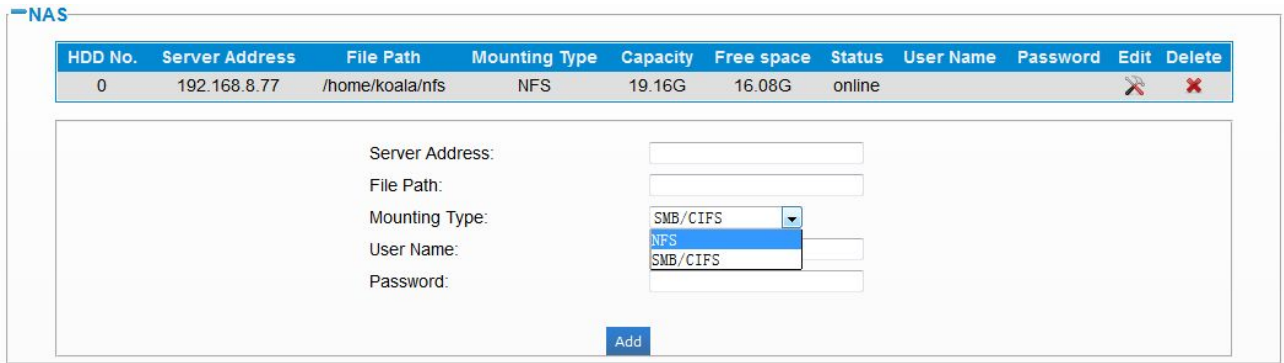 NAS
HDD No. Server Address File Path Mounting Type Capacity Free space Status User Name Password Edit Delete
0 192.168.8.77 /home/koala/nfs NFS 19.16G 16.08G online
Server Address:
File Path:
Mounting Type: SMB/CIFS
NFS
User Name:
SMB/CIFS
Password:
Add